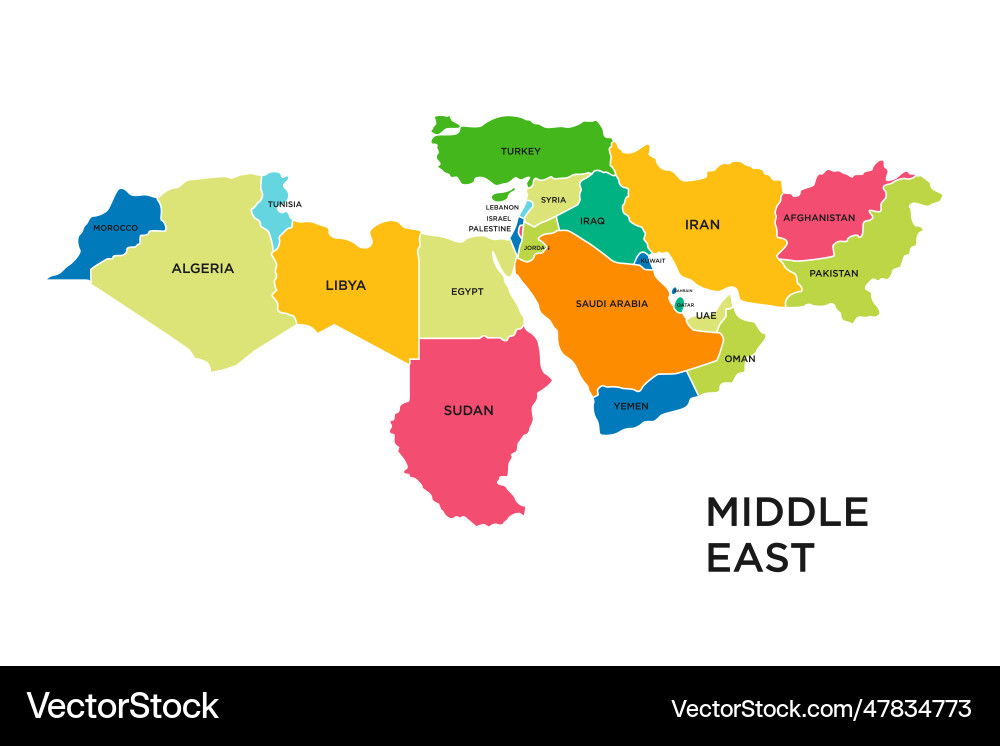 TURKEY
TUNISIA
SYRIA
LEBANON
ISRAEL
PALESTINE
IRAQ
IRAN
AFGHANISTAN
MOROCCO
ALGERIA
LIBYA
EGYPT
JORDAN
KUWAIT
PAKISTAN
BAHRAIN
QATAR
SAUDI ARABIA
UAE
OMAN
YEMEN
SUDAN
MIDDLE
EAST
VectorStock
VectorStock.com/47834773